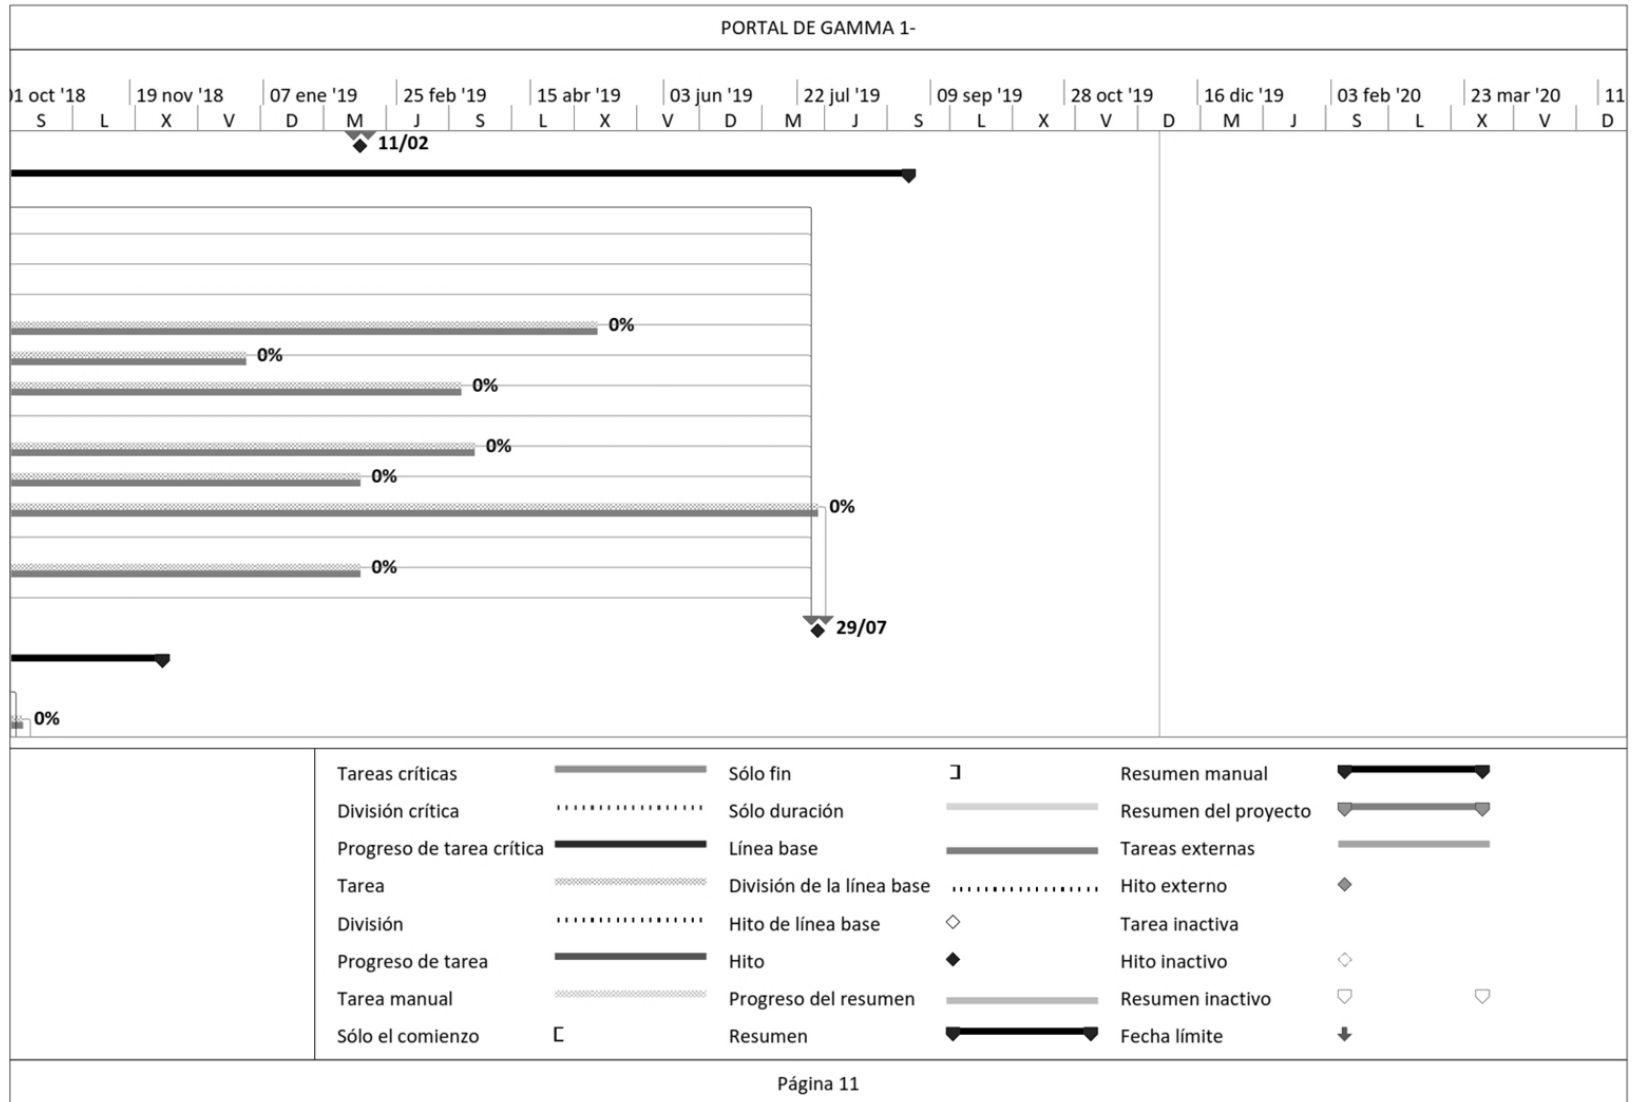 PORTAL DE GAMMA 1-
01 oct '18 19 nov '18 07 ene '19 25 feb '19 15 abr '19 03 jun '19 22 jul '19 09 sep '19 28 oct '19 16 dic '19 03 feb '20 23 mar '20 11
S L X V D M J S L X V D M J S L X V D M J S L X V D
11/02
0%
0%
0%
0%
0%
0%
0%
29/07
0%
Tareas críticas Sólo fin Resumen manual
División crítica Sólo duración Resumen del proyecto
Progreso de tarea crítica Línea base Tareas externas
Tarea División de la línea base Hito externo
División Hito de línea base Tarea inactiva
Progreso de tarea Hito Hito inactivo
Tarea manual Progreso del resumen Resumen inactivo
Sólo el comienzo Resumen Fecha límite
Página 11